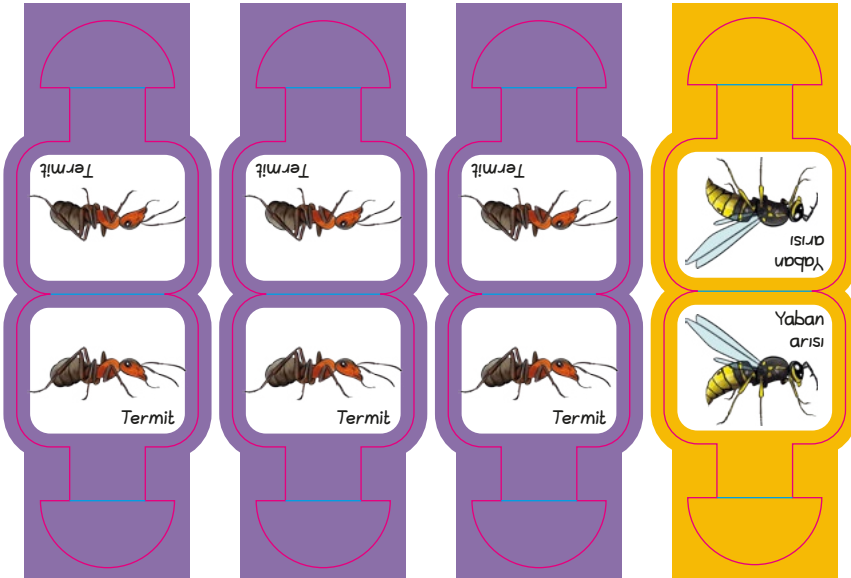 Termit
Termit
Termit
Yaban
arısı
Termit
Termit
Termit
Yaban
arısı